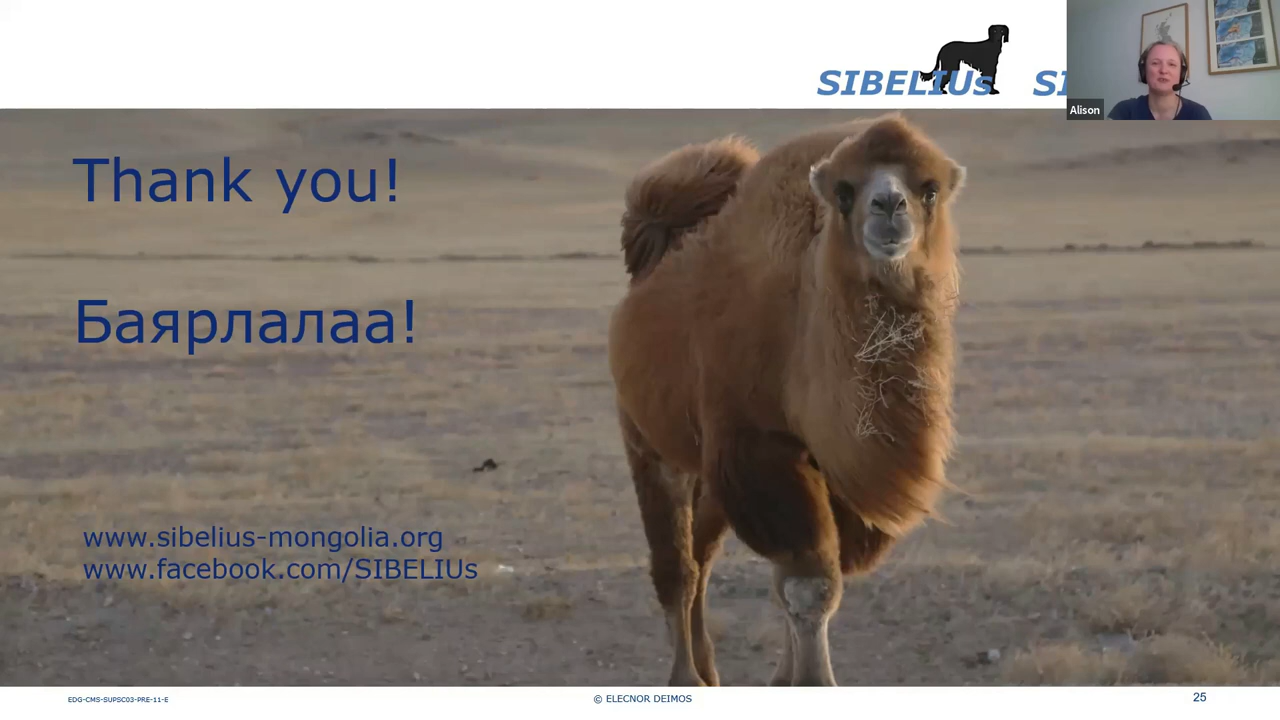 SIBELIUs SI
Alison
Thank you!
Баярлалаа!
www.sibelius-mongolia.org
www.facebook.com/SIBELIUs
EDG-CMS-SUPSC03-PRE-11-E
© ELECNOR DEIMOS
25